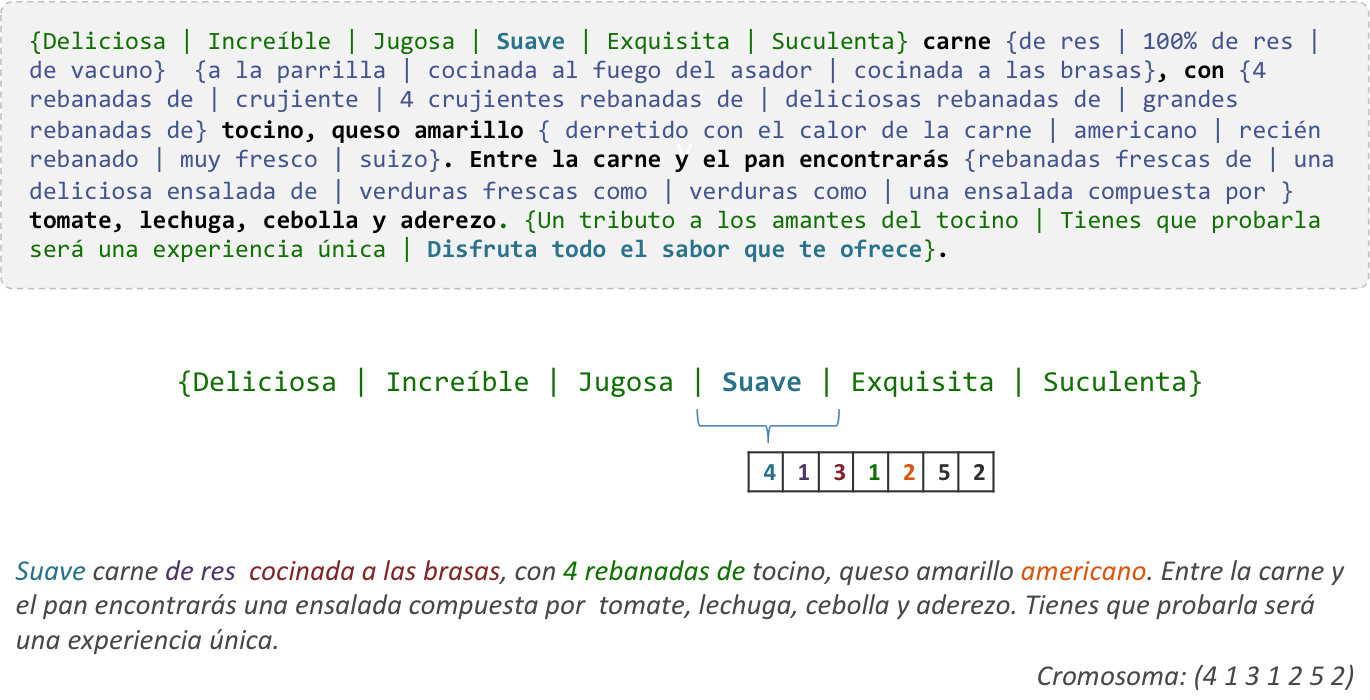 {Deliciosa | Increíble | Jugosa | Suave | Exquisita | Suculenta} carne {de res | 100% de res |
de vacuno} {a la parrilla | cocinada al fuego del asador | cocinada a las brasas}, con {4
rebanadas de | crujiente | 4 crujientes rebanadas de | deliciosas rebanadas de | grandes
rebanadas de} tocino, queso amarillo { derretido con el calor de la carne | americano | recién
rebanado | muy fresco | suizo}. Entre la carne y el pan encontrarás {rebanadas frescas de | una
deliciosa ensalada de | verduras frescas como | verduras como | una ensalada compuesta por }
tomate, lechuga, cebolla y aderezo. {Un tributo a los amantes del tocino | Tienes que probarla
será una experiencia única | Disfruta todo el sabor que te ofrece}.
{Deliciosa | Increíble | Jugosa | Suave | Exquisita | Suculenta}
4 1 3 1 2 5 2
Suave carne de res cocinada a las brasas, con 4 rebanadas de tocino, queso amarillo americano. Entre la carne y
el pan encontrarás una ensalada compuesta por tomate, lechuga, cebolla y aderezo. Tienes que probarla será
una experiencia única.
Cromosoma: (4 1 3 1 2 5 2)